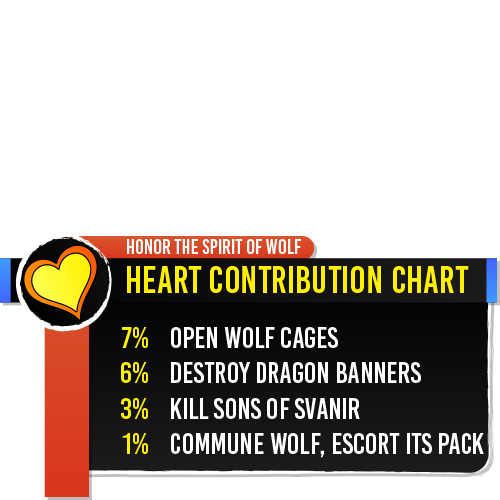 HONOR THE SPIRIT OF WOLF
HEART CONTRIBUTION CHART
7% OPEN WOLF CAGES
6% DESTROY DRAGON BANNERS
3% KILL SONS OF SVANIR
1% COMMUNE WOLF, ESCORT ITS PACK